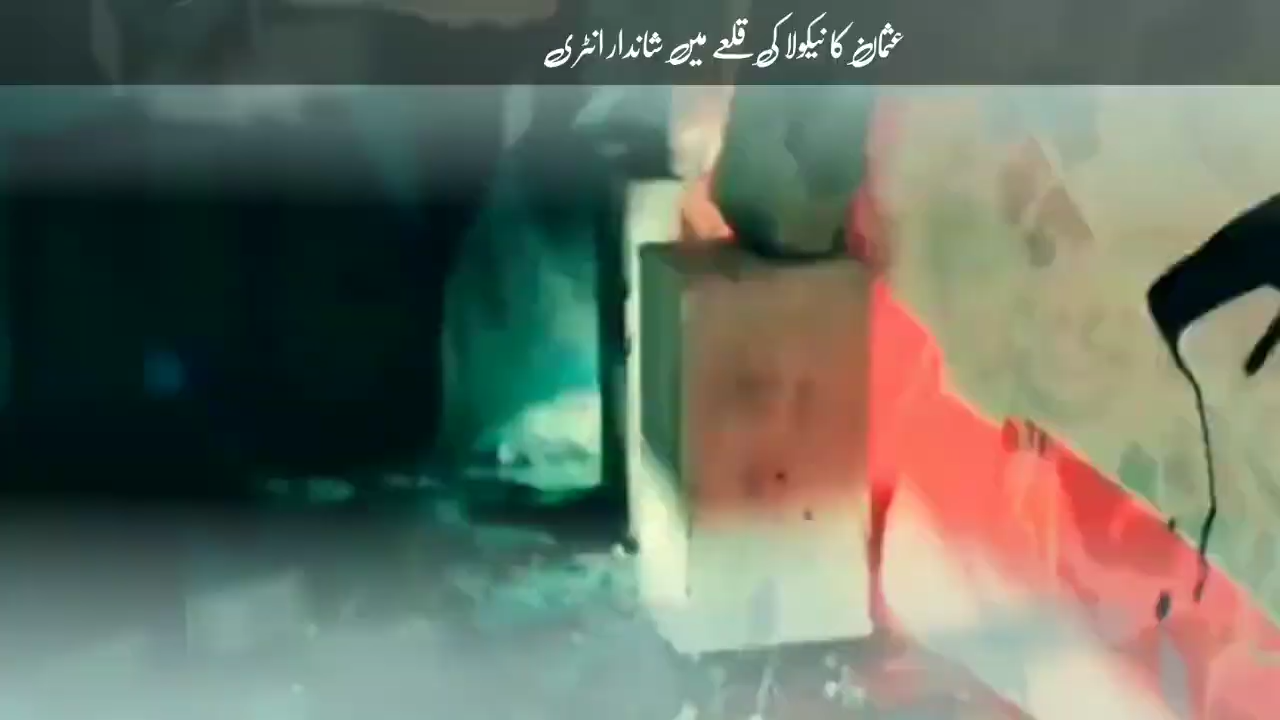 عثمان کا نیکولا کی قلعے میں شاندار انٹری